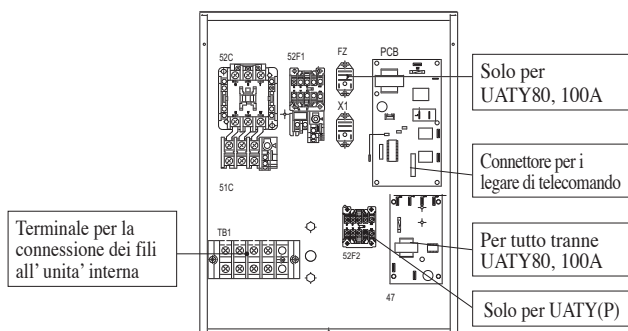 52C
52F1
FZ
PCB
X1
51C
TB1
52F2
47
Solo per
UATY80, 100A
Connettore per i
legare di telecomando
Terminale per la
connessione dei fili
all' unita' interna
Per tutto tranne
UATY80, 100A
Solo per UATY(P)